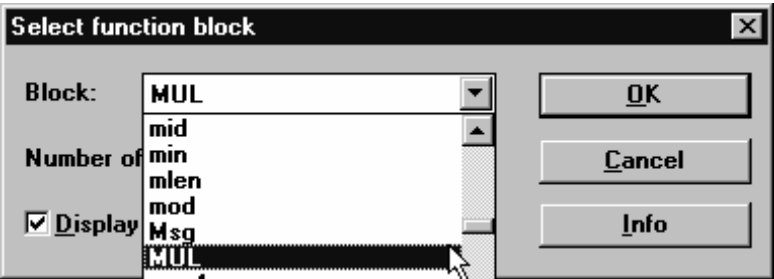 Select function block
Block: MUL OK
mid
Number of min Cancel
mlen
mod
Display Msg Info
MUL